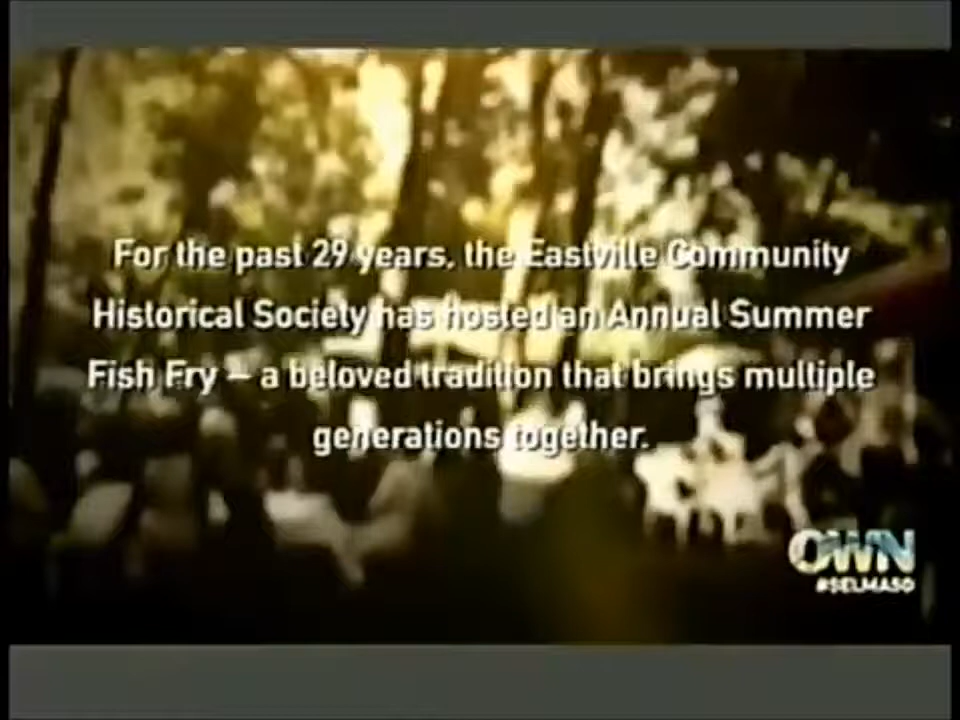 For the past 29 years, the Eastville Community
Historical Society has hosted an Annual Summer
Fish Fry – a beloved tradition that brings multiple
generations together.
OWN
#SELMA50